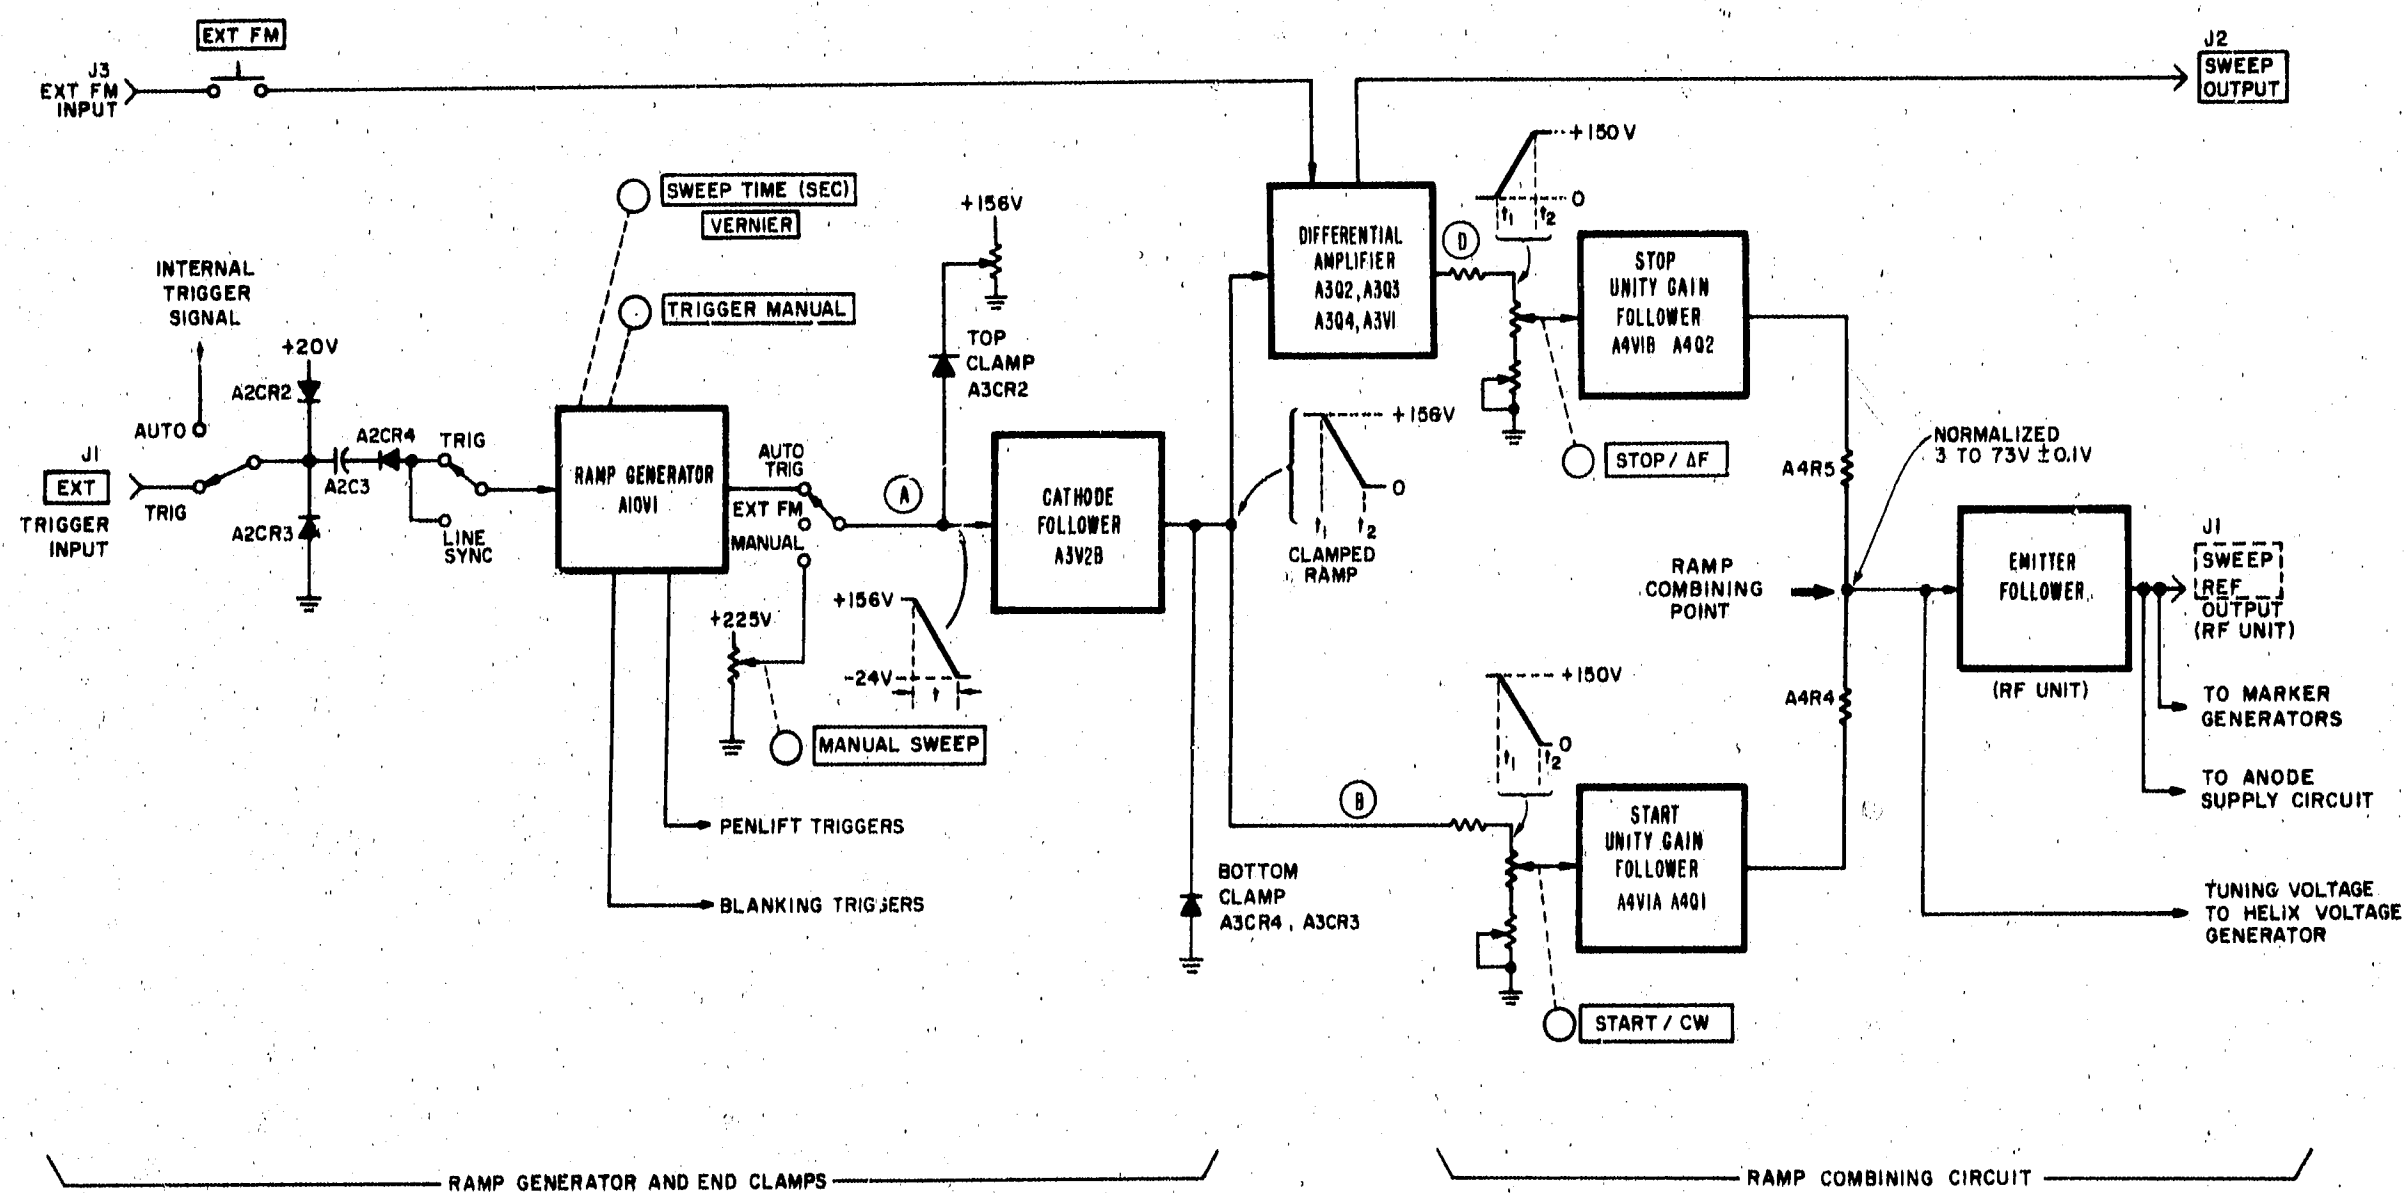 EXT FM
J3
EXT FM
INPUT
J2
SWEEP
OUTPUT
SWEEP TIME (SEC)
VERNIER
TRIGGER MANUAL
INTERNAL
TRIGGER
SIGNAL
+20V
A2CR2
AUTO
A2CR4
TRIG
J1
EXT
TRIGGER
INPUT
TRIG
A2C3
A2CR3
LINE
SYNC
RAMP GENERATOR
A10V1
AUTO
TRIG
EXT FM
MANUAL
+225V
MANUAL SWEEP
PENLIFT TRIGGERS
BLANKING TRIGGERS
A
+156V
TOP
CLAMP
A3CR2
+156V
-24V
t
CATHODE
FOLLOWER
A3V2B
+156V
0
t1
t2
CLAMPED
RAMP
BOTTOM
CLAMP
A3CR4, A3CR3
DIFFERENTIAL
AMPLIFIER
A3Q2, A3Q3
A3Q4, A3V1
D
+150V
0
t1
t2
STOP
UNITY GAIN
FOLLOWER
A4V1B A4Q2
STOP/ ΔF
A4R5
NORMALIZED
3 TO 73V ±0.1V
RAMP
COMBINING
POINT
A4R4
B
+150V
0
t1
t2
START
UNITY GAIN
FOLLOWER
A4V1A A4Q1
START / CW
EMITTER
FOLLOWER
(RF UNIT)
J1
SWEEP
REF
OUTPUT
(RF UNIT)
TO MARKER
GENERATORS
TO ANODE
SUPPLY CIRCUIT
TUNING VOLTAGE
TO HELIX VOLTAGE
GENERATOR
RAMP GENERATOR AND END CLAMPS
RAMP COMBINING CIRCUIT